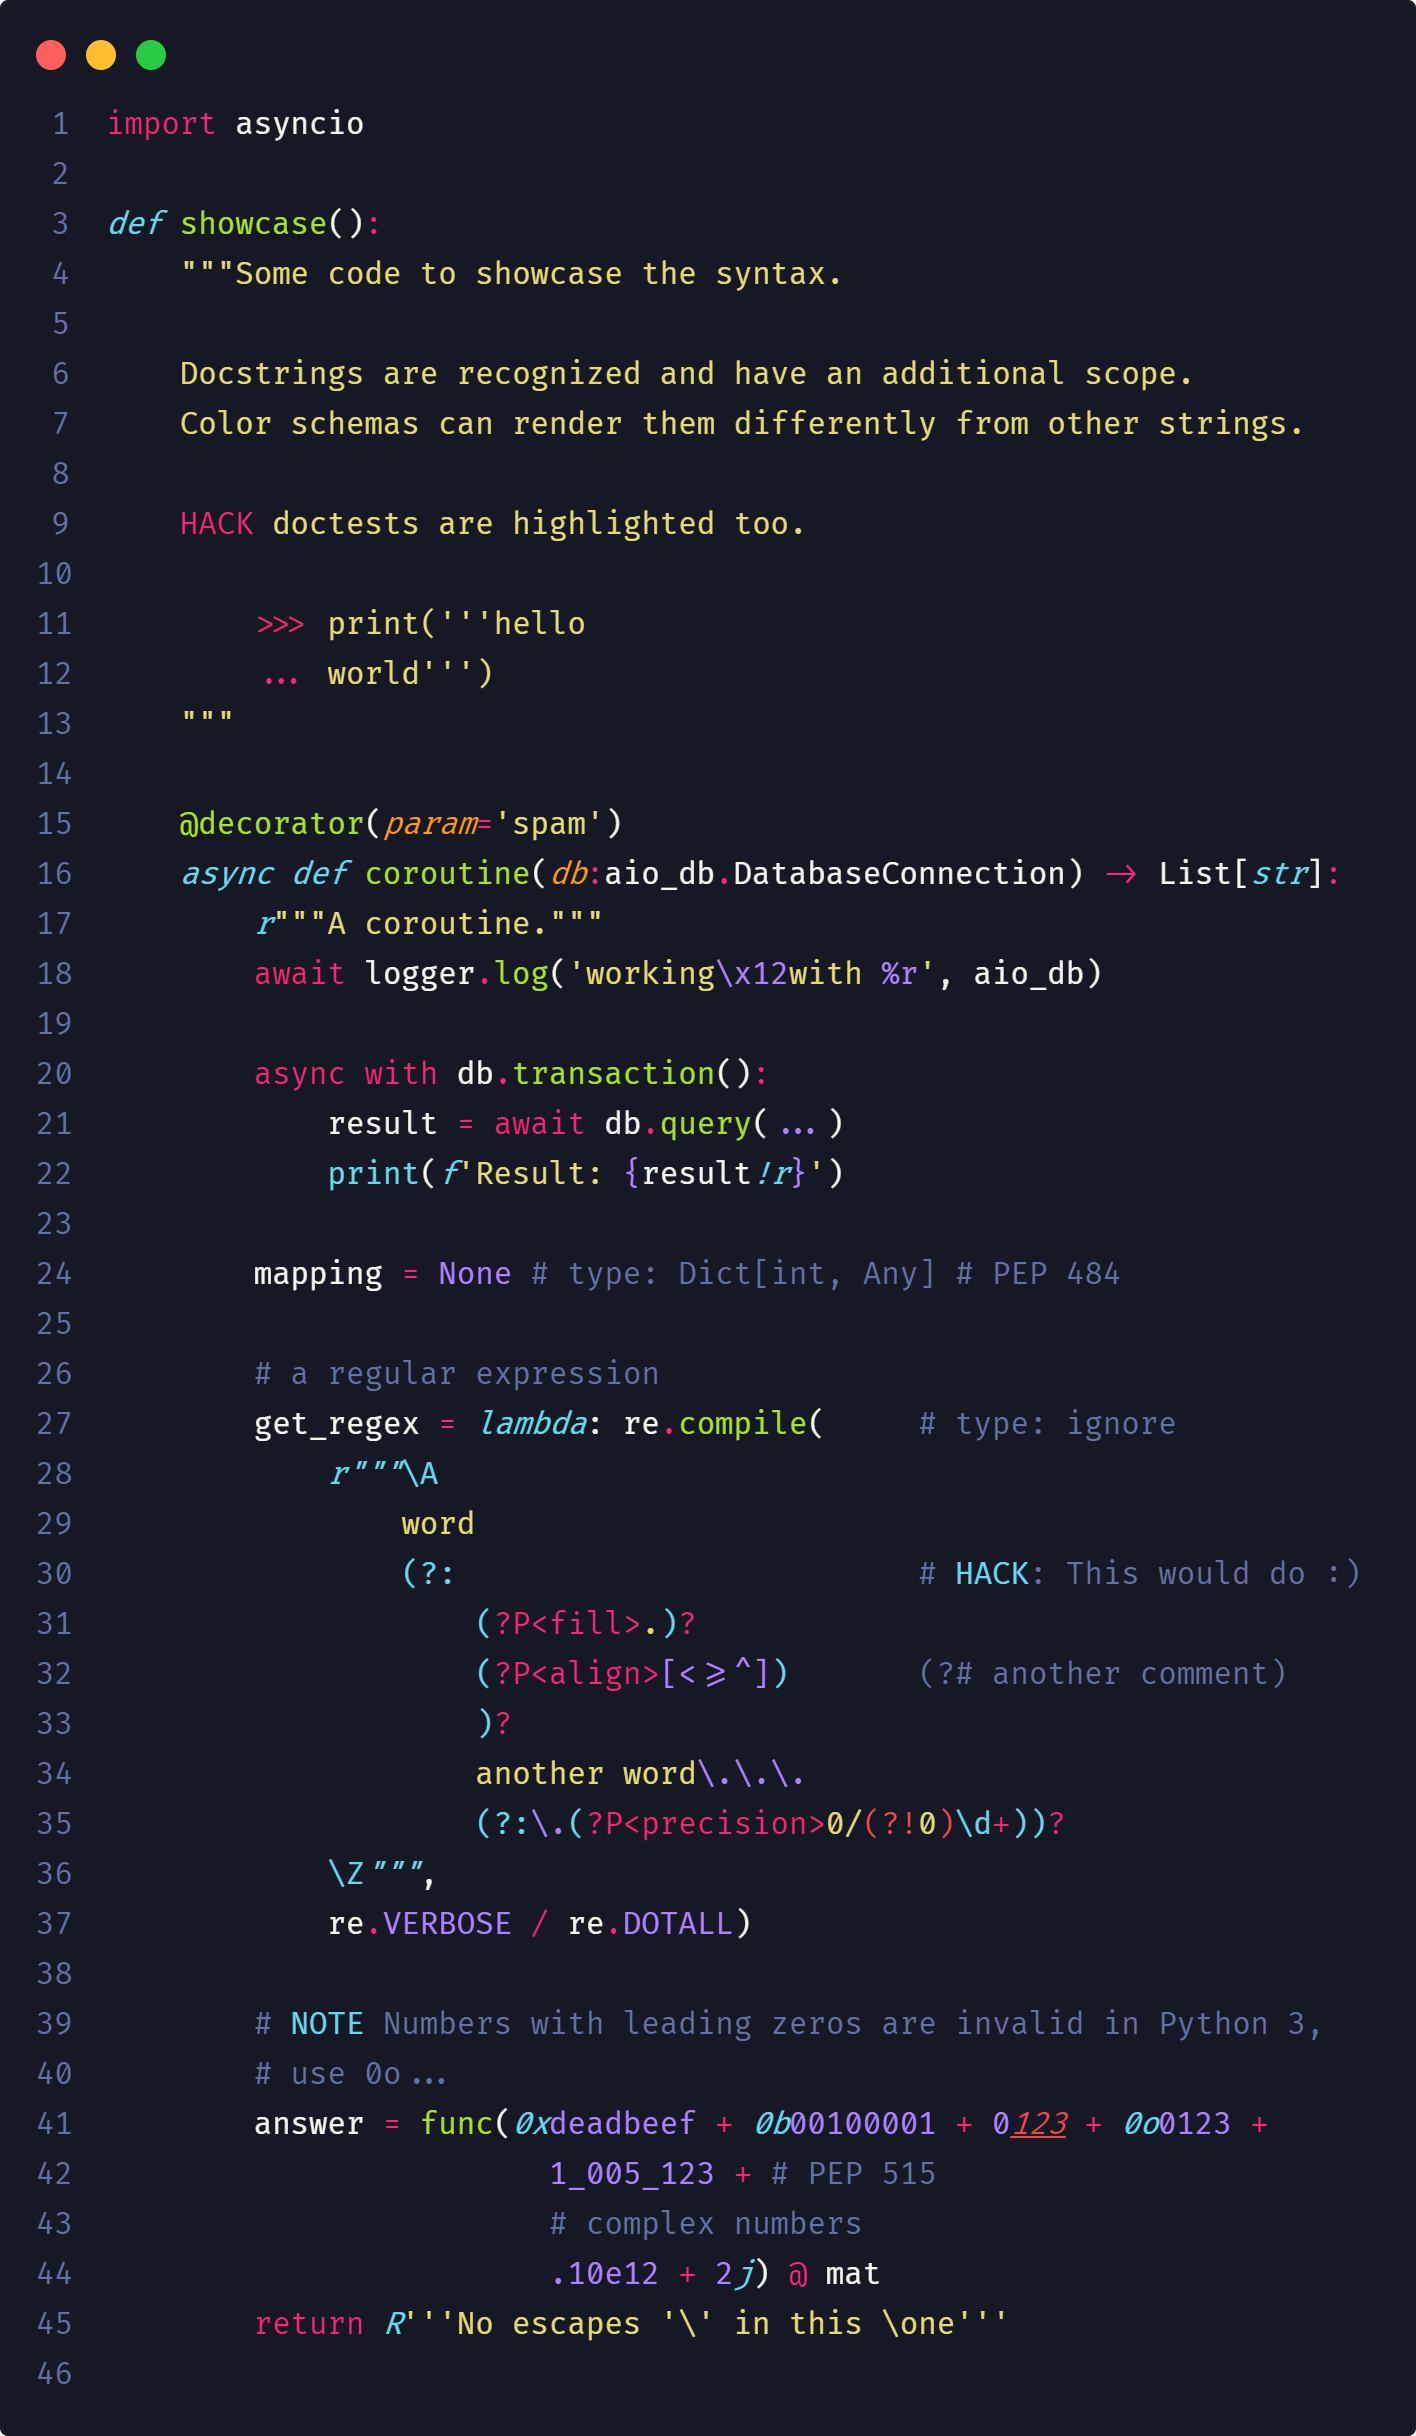 1 import asyncio
2
3 def showcase():
4     """Some code to showcase the syntax.
5
6     Docstrings are recognized and have an additional scope.
7     Color schemas can render them differently from other strings.
8
9     HACK doctests are highlighted too.
10
11         >>> print('''hello
12         ... world''')
13     """
14
15     @decorator(param='spam')
16     async def coroutine(db:aio_db.DatabaseConnection) -> List[str]:
17         r"""A coroutine."""
18         await logger.log('working\x12with %r', aio_db)
19
20         async with db.transaction():
21             result = await db.query(...)
22             print(f'Result: {result!r}')
23
24         mapping = None # type: Dict[int, Any] # PEP 484
25
26         # a regular expression
27         get_regex = lambda: re.compile(     # type: ignore
28             r"""\A
29                 word
30                 (?:                         # HACK: This would do :)
31                     (?P<fill>.)?
32                     (?P<align>[<>=^])       (?# another comment)
33                     )?
34                     another word\.\.\.
35                     (?:\.(?P<precision>0/(?!0)\d+))?
36             \Z""",
37             re.VERBOSE / re.DOTALL)
38
39         # NOTE Numbers with leading zeros are invalid in Python 3,
40         # use 0o...
41         answer = func(0xdeadbeef + 0b00100001 + 0123 + 0o0123 +
42                         1_005_123 + # PEP 515
43                         # complex numbers
44                         .10e12 + 2j) @ mat
45         return R'''No escapes '\' in this \one'''
46